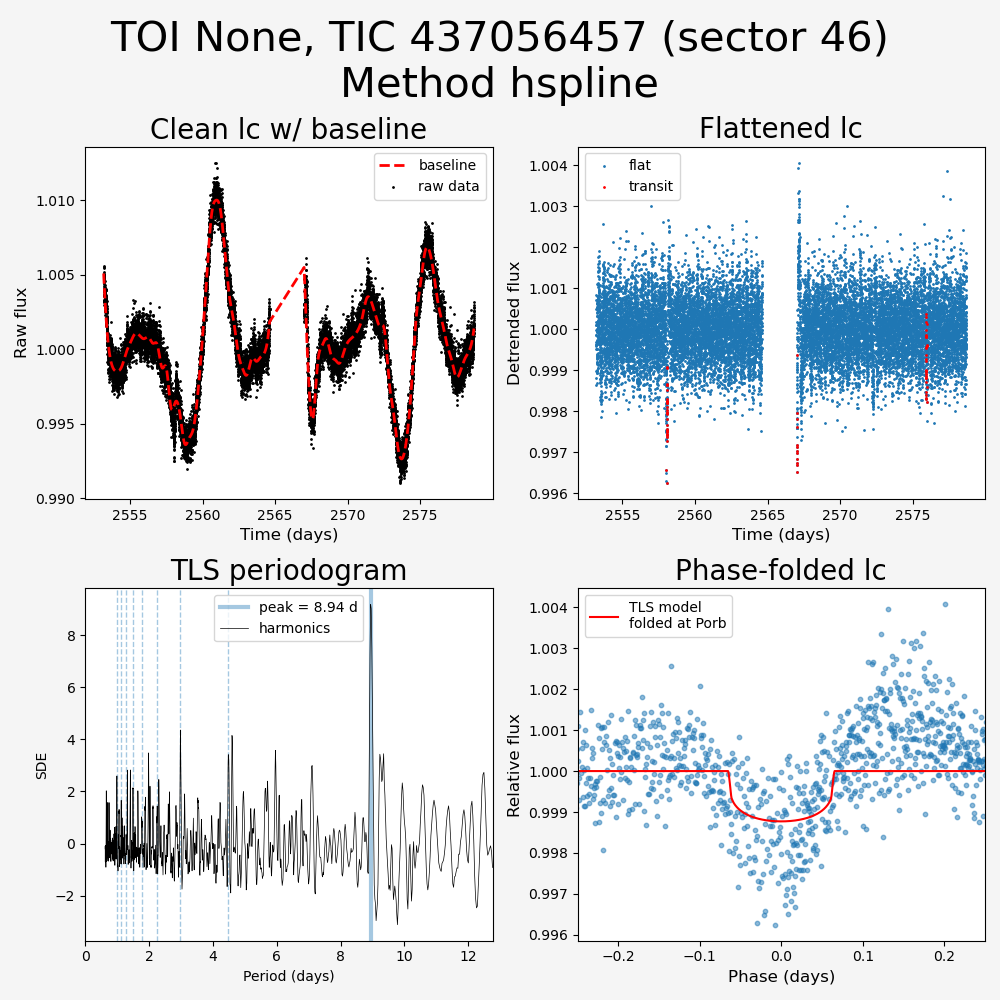 TOI None, TIC 437056457 (sector 46)
Method hspline
Clean lc w/ baseline
baseline
raw data
1.010
1.005
1.000
0.995
0.990
Raw flux
2555
2560
2565
2570
2575
Time (days)
Flattened lc
flat
transit
1.004
1.003
1.002
1.001
1.000
0.999
0.998
0.997
0.996
Detrended flux
2555
2560
2565
2570
2575
Time (days)
TLS periodogram
peak = 8.94 d
harmonics
8
6
4
2
0
−2
SDE
0
2
4
6
8
10
12
Period (days)
Phase-folded lc
TLS model
folded at Porb
1.004
1.003
1.002
1.001
1.000
0.999
0.998
0.997
0.996
Relative flux
−0.2
−0.1
0.0
0.1
0.2
Phase (days)